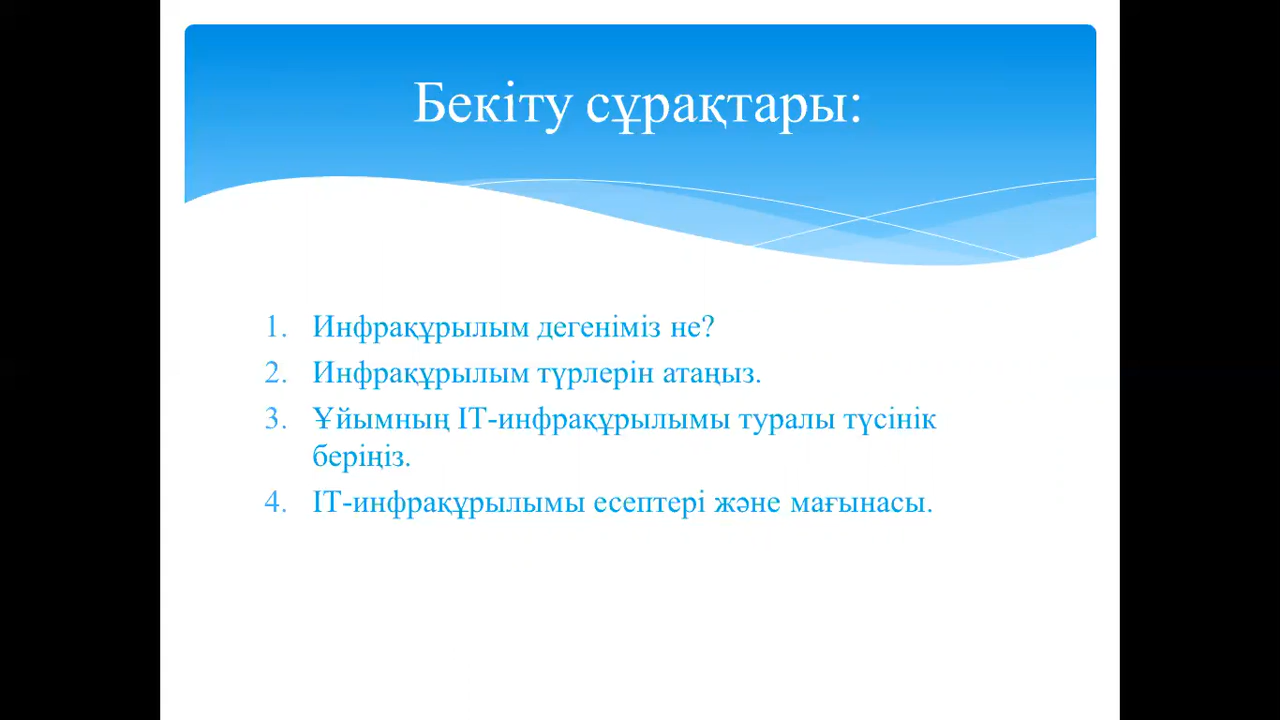 Бекіту сұрақтары:
1. Инфрақұрылым дегеніміз не?
2. Инфрақұрылым түрлерін атаңыз.
3. Ұйымның IT-инфрақұрылымы туралы түсінік
беріңіз.
4. IT-инфрақұрылымы есептері және мағынасы.